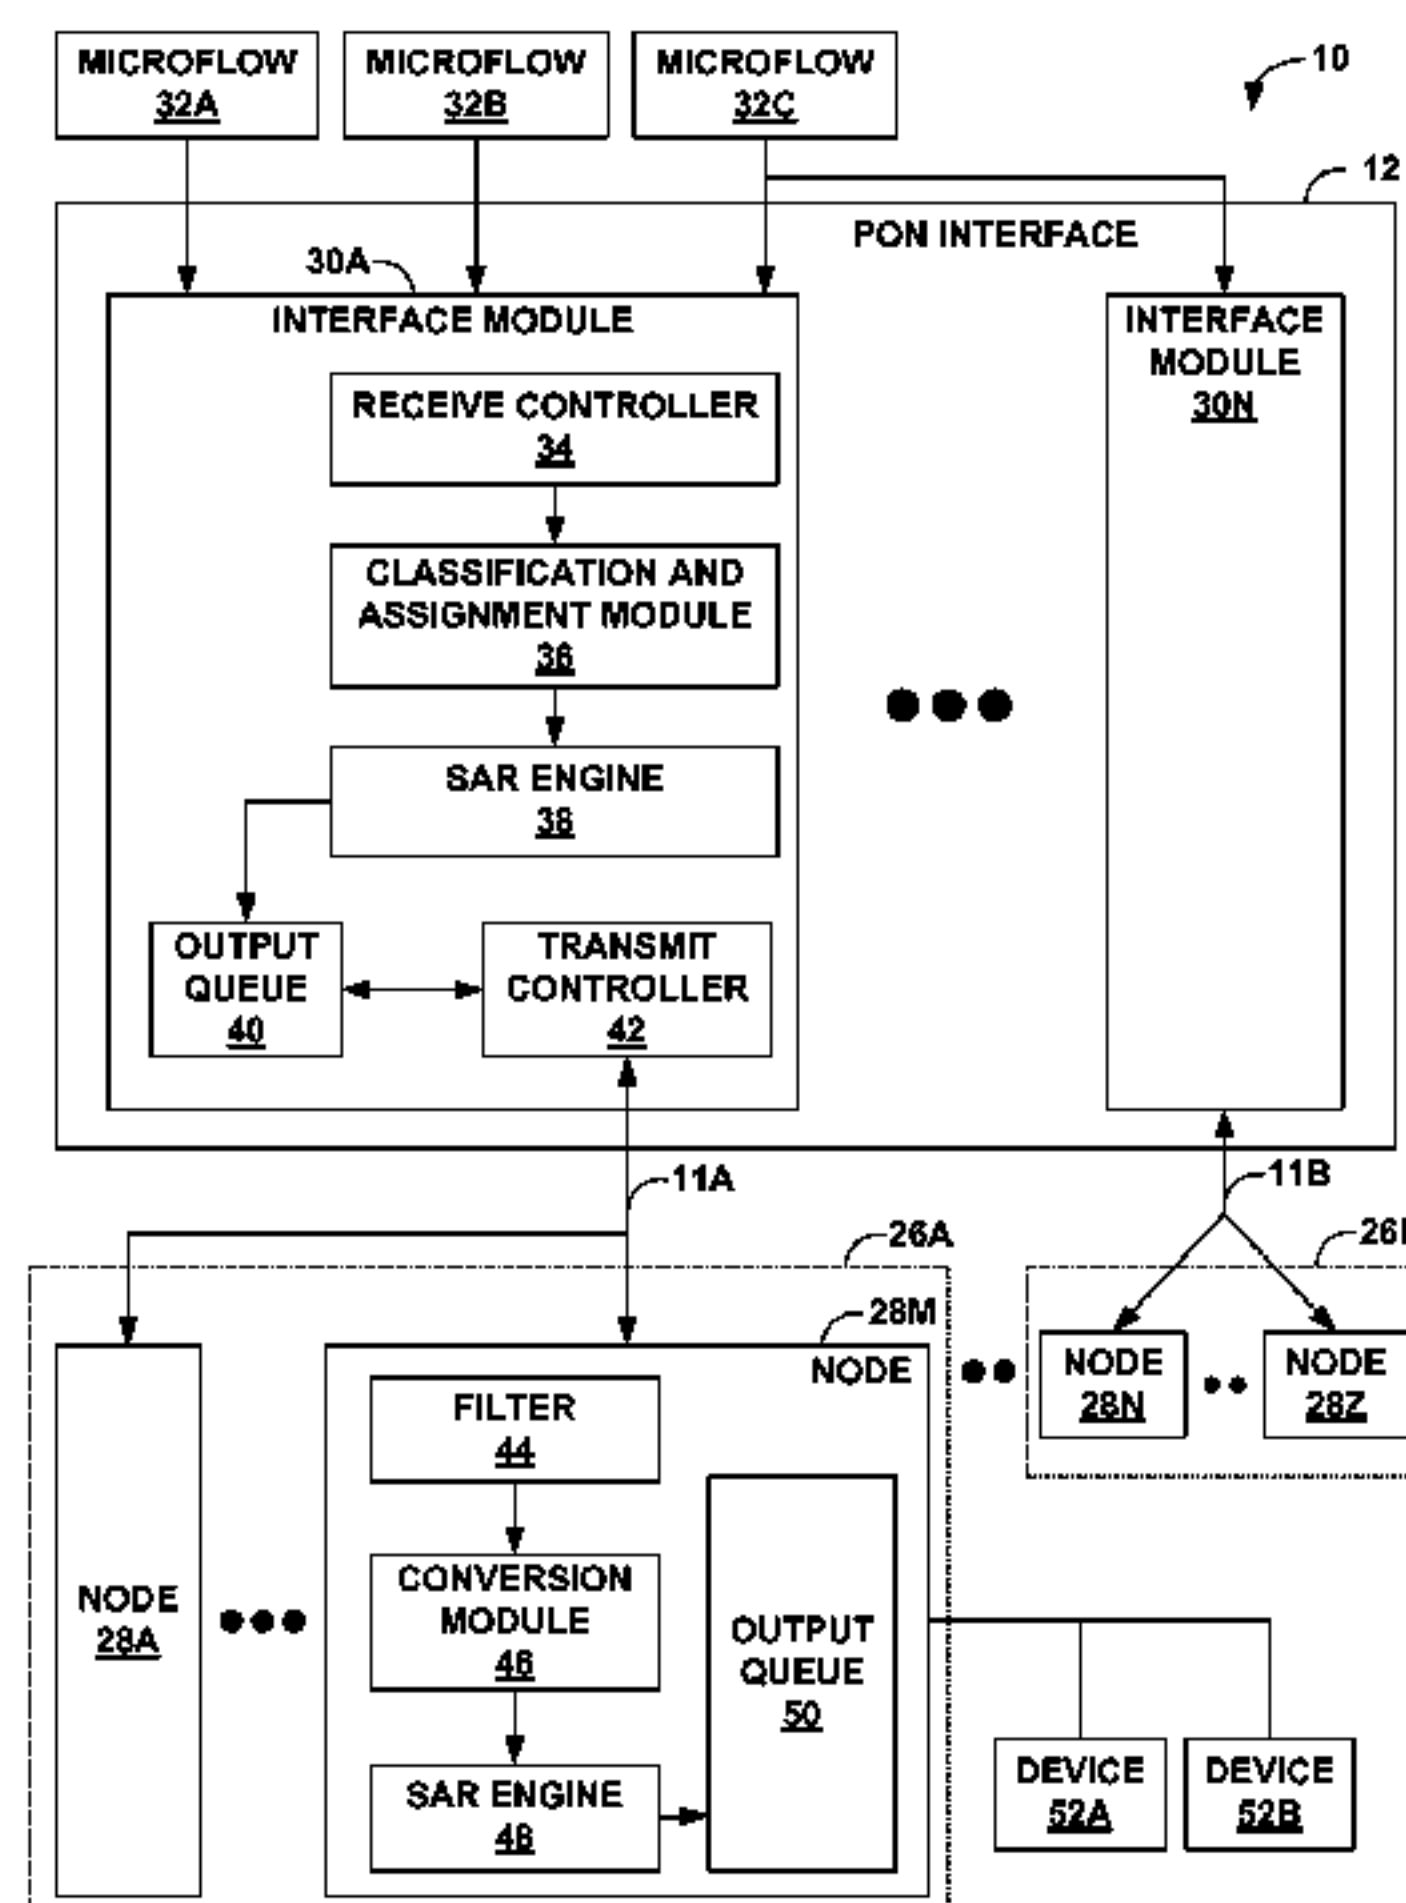 MICROFLOW
32A
MICROFLOW
32B
MICROFLOW
32C
10
12
PON INTERFACE
30A
INTERFACE MODULE
RECEIVE CONTROLLER
34
CLASSIFICATION AND
ASSIGNMENT MODULE
36
SAR ENGINE
38
OUTPUT
QUEUE
40
TRANSMIT
CONTROLLER
42
INTERFACE
MODULE
30N
11A
11B
26A
28M
NODE
FILTER
44
CONVERSION
MODULE
46
SAR ENGINE
48
OUTPUT
QUEUE
50
NODE
28A
NODE
28N
NODE
28Z
DEVICE
52A
DEVICE
52B